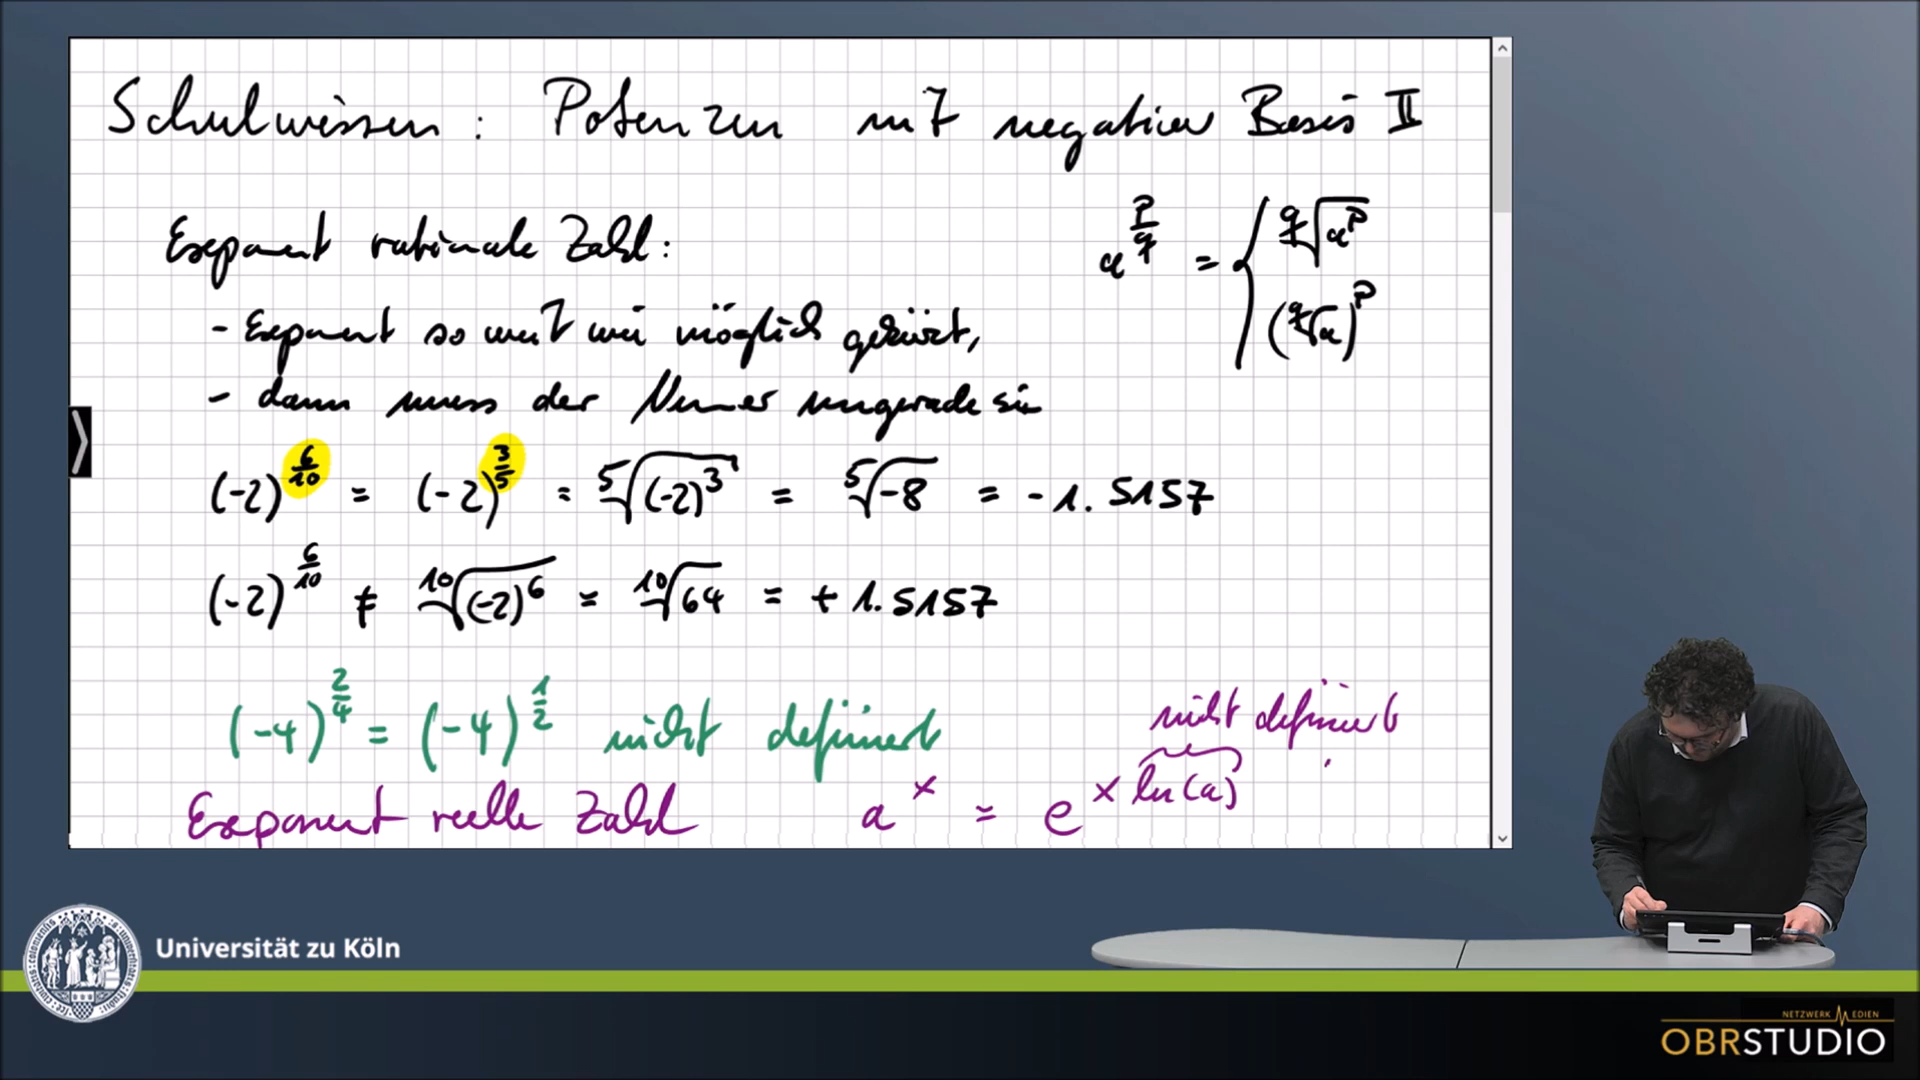 Schulwissen: Potenzen mit negativer Basis II
Exponent rationale Zahl:
a^(p/q) = { ^q√(a^p)
(^q√a)^p
- Exponent so weit wie möglich gekürzt,
- dann muss der Nenner ungerade sein
(-2)^(6/10) = (-2)^(3/5) = ⁵√((-2)³) = ⁵√(-8) = -1.5157
(-2)^(6/10) ≠ ¹⁰√((-2)⁶) = ¹⁰√64 = +1.5157
(-4)^(2/4) = (-4)^(1/2) nicht definiert
nicht definiert
Exponent reelle Zahl a^x = e^(x ln(a))
Universität zu Köln
NETZWERK MEDIEN
OBRSTUDIO